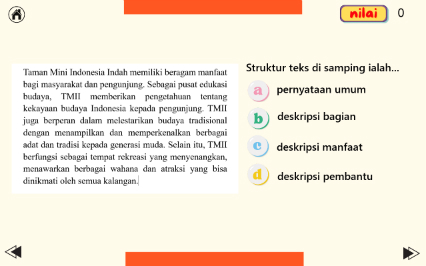 nilai 0
Taman Mini Indonesia Indah memiliki beragam manfaat
bagi masyarakat dan pengunjung. Sebagai pusat edukasi
budaya, TMII memberikan pengetahuan tentang
kekayaan budaya Indonesia kepada pengunjung. TMII
juga berperan dalam melestarikan budaya tradisional
dengan menampilkan dan memperkenalkan berbagai
adat dan tradisi kepada generasi muda. Selain itu, TMII
berfungsi sebagai tempat rekreasi yang menyenangkan,
menawarkan berbagai wahana dan atraksi yang bisa
dinikmati oleh semua kalangan.
Struktur teks di samping ialah...
a pernyataan umum
b deskripsi bagian
c deskripsi manfaat
d deskripsi pembantu